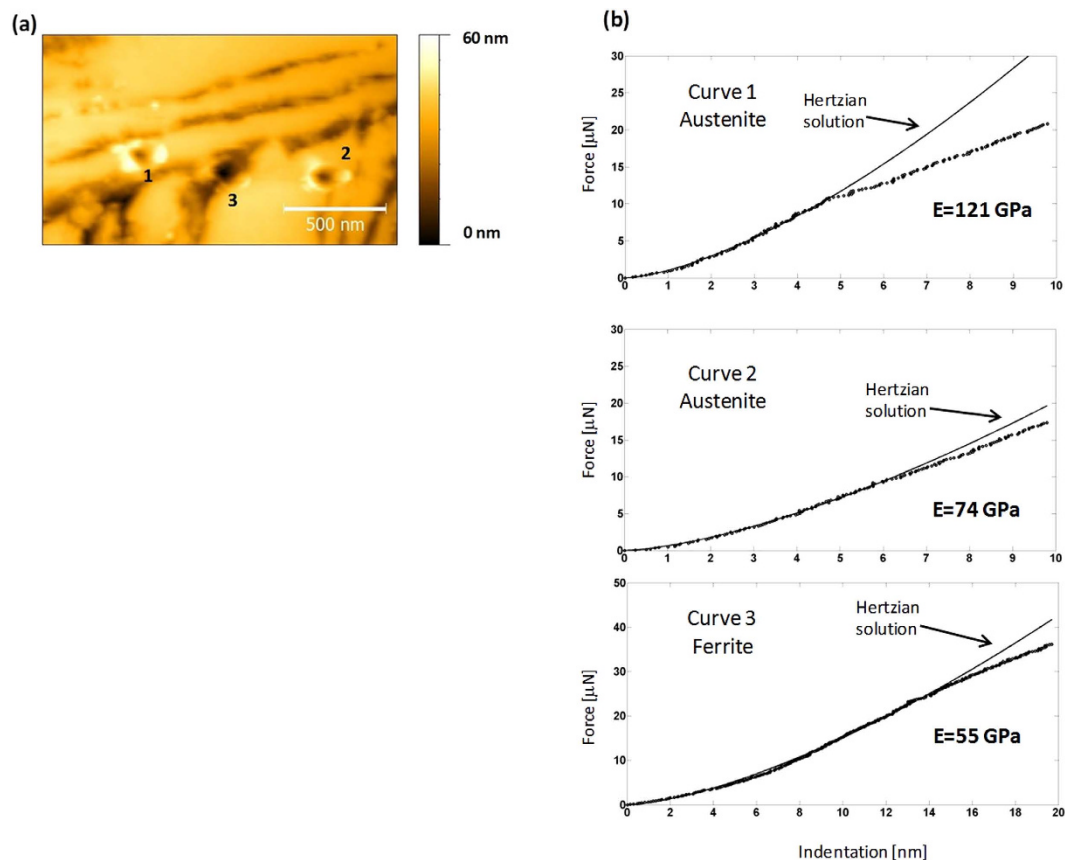 (a)
60 nm
1
2
3
500 nm
0 nm
(b)
Force [μN]
30
25
20
15
10
5
0
Curve 1
Austenite
Hertzian
solution
E=121 GPa
0 1 2 3 4 5 6 7 8 9 10
Force [μN]
30
25
20
15
10
5
0
Curve 2
Austenite
Hertzian
solution
E=74 GPa
0 1 2 3 4 5 6 7 8 9 10
Force [μN]
50
40
30
20
10
0
Curve 3
Ferrite
Hertzian
solution
E=55 GPa
0 2 4 6 8 10 12 14 16 18 20
Indentation [nm]